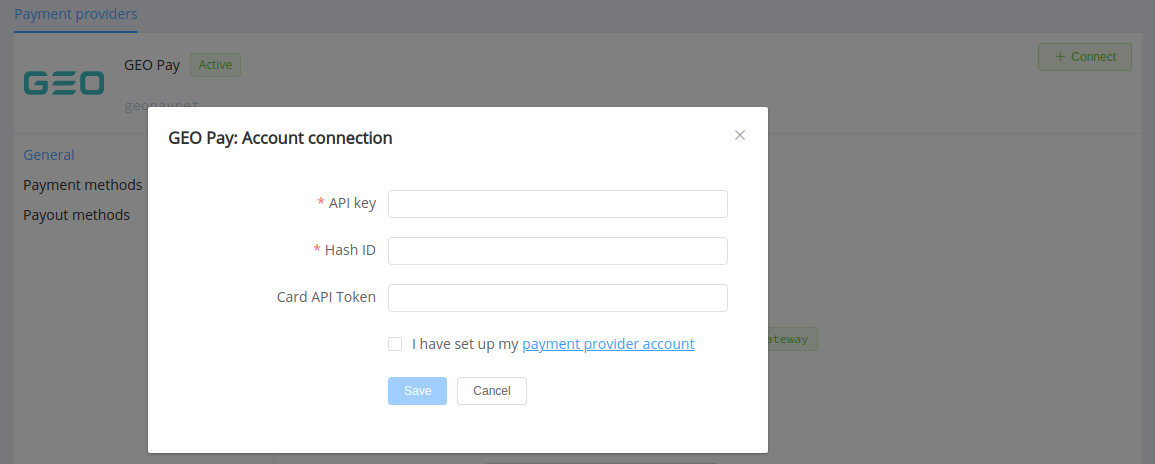 Payment providers
GEO
GEO Pay
Active
+ Connect
geopaynet
GEO Pay: Account connection
General
Payment methods
Payout methods
* API key
* Hash ID
Card API Token
I have set up my payment provider account
ateway
Save
Cancel